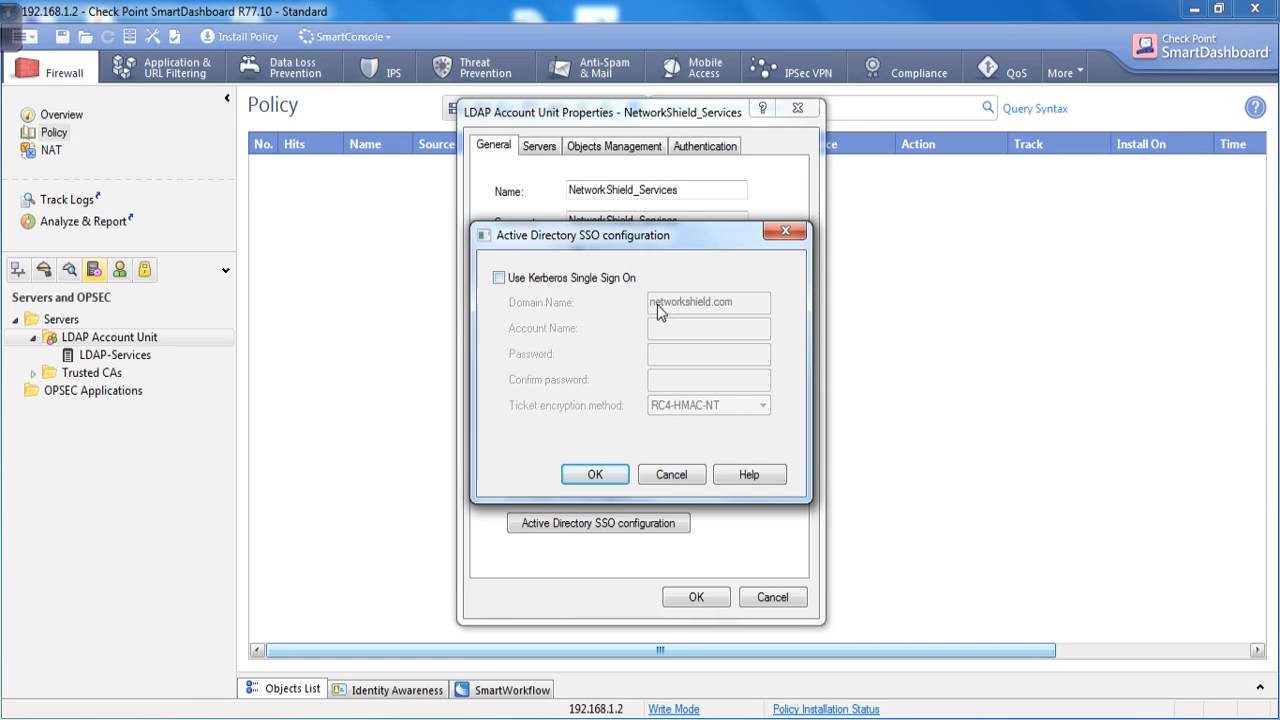 192.168.1.2 - Check Point SmartDashboard R77.10 - Standard
Install Policy
SmartConsole
Check Point
SmartDashboard
Firewall
Application &
URL Filtering
Data Loss
Prevention
IPS
Threat
Prevention
Anti-Spam
& Mail
Mobile
Access
IPSec VPN
Compliance
QoS
More
Overview
Policy
NAT
Track Logs
Analyze & Report
Servers and OPSEC
Servers
LDAP Account Unit
LDAP-Services
Trusted CAs
OPSEC Applications
Policy
Query Syntax
No. Hits Name Source Action Track Install On Time
LDAP Account Unit Properties - NetworkShield_Services
General Servers Objects Management Authentication
Name: NetworkShield_Services
Active Directory SSO configuration
Use Kerberos Single Sign On
Domain Name: networkshield.com
Account Name:
Password:
Confirm password:
Ticket encryption method: RC4-HMAC-NT
OK Cancel Help
Active Directory SSO configuration
OK Cancel
Objects List Identity Awareness SmartWorkflow
192.168.1.2 Write Mode Policy Installation Status